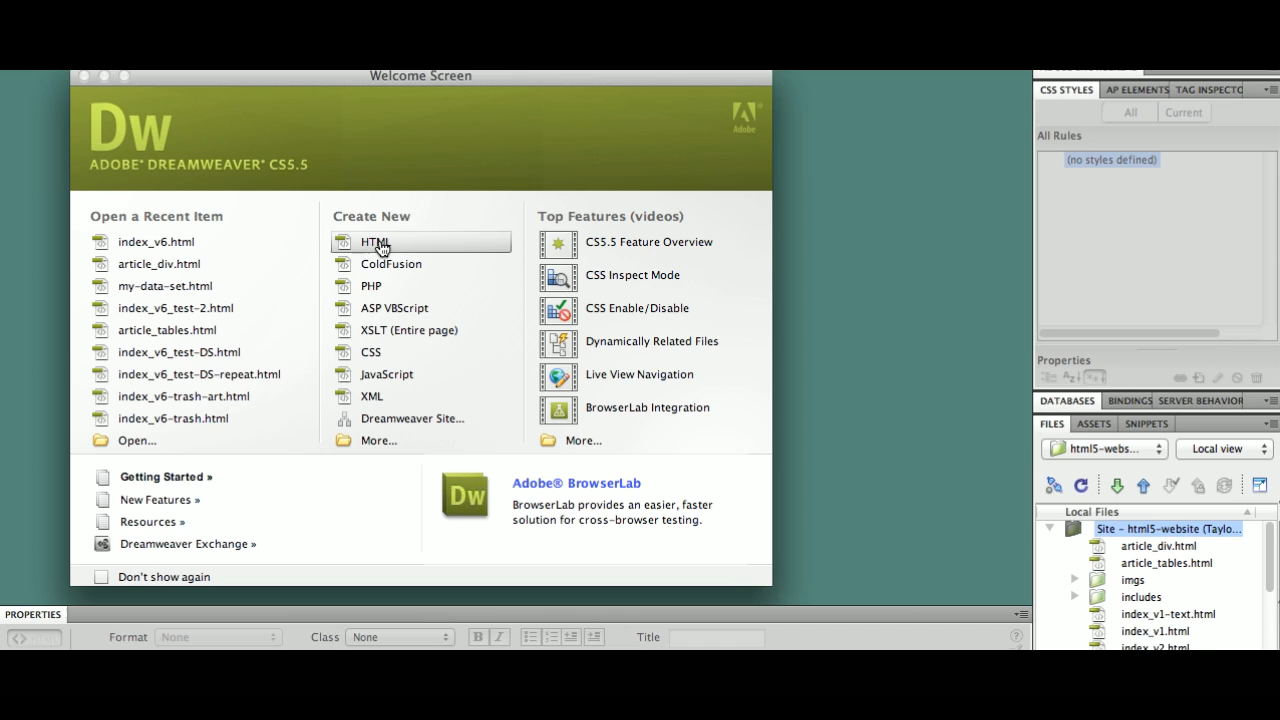 Welcome Screen
Dw
ADOBE® DREAMWEAVER® CS5.5
Adobe
Open a Recent Item
index_v6.html
article_div.html
my-data-set.html
index_v6_test-2.html
article_tables.html
index_v6_test-DS.html
index_v6_test-DS-repeat.html
index_v6-trash-art.html
index_v6-trash.html
Open...
Create New
HTML
ColdFusion
PHP
ASP VBScript
XSLT (Entire page)
CSS
JavaScript
XML
Dreamweaver Site...
More...
Top Features (videos)
CS5.5 Feature Overview
CSS Inspect Mode
CSS Enable/Disable
Dynamically Related Files
Live View Navigation
BrowserLab Integration
More...
Getting Started »
New Features »
Resources »
Dreamweaver Exchange »
Dw
Adobe® BrowserLab
BrowserLab provides an easier, faster
solution for cross-browser testing.
Don't show again
PROPERTIES
Format None Class None B I Title
CSS STYLES AP ELEMENTS TAG INSPECTO
All Current
All Rules
(no styles defined)
Properties
DATABASES BINDINGS SERVER BEHAVIOR
FILES ASSETS SNIPPETS
html5-webs... Local view
Local Files
Site - html5-website (Taylo...
article_div.html
article_tables.html
imgs
includes
index_v1-text.html
index_v1.html
index_v2.html